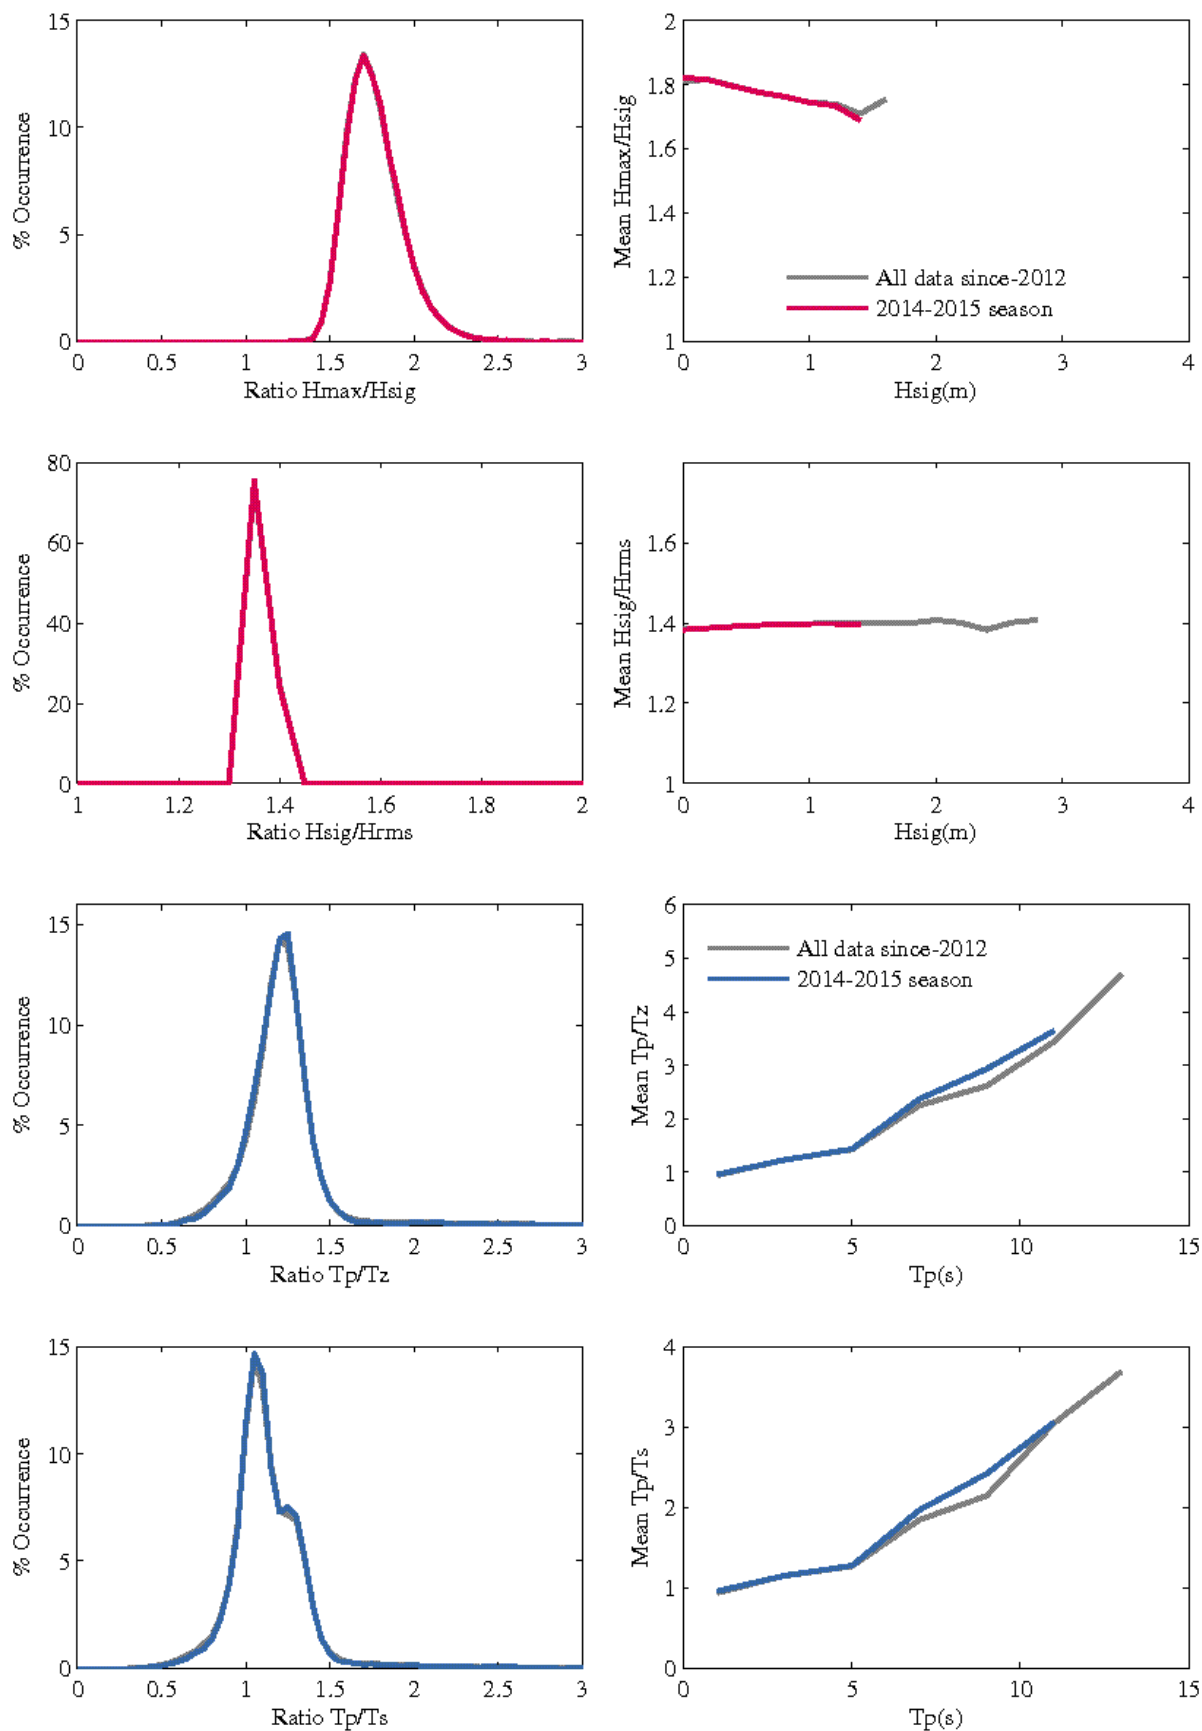 15
10
5
0
% Occurrence
0 0.5 1 1.5 2 2.5 3
Ratio Hmax/Hsig
2
1.8
1.6
1.4
1.2
1
Mean Hmax/Hsig
All data since-2012
2014-2015 season
0 1 2 3 4
Hsig(m)
80
60
40
20
0
% Occurrence
1 1.2 1.4 1.6 1.8 2
Ratio Hsig/Hrms
1.6
1.4
1.2
1
Mean Hsig/Hrms
0 1 2 3 4
Hsig(m)
15
10
5
0
% Occurrence
0 0.5 1 1.5 2 2.5 3
Ratio Tp/Tz
6
5
4
3
2
1
0
Mean Tp/Tz
All data since-2012
2014-2015 season
0 5 10 15
Tp(s)
15
10
5
0
% Occurrence
0 0.5 1 1.5 2 2.5 3
Ratio Tp/Ts
4
3
2
1
0
Mean Tp/Ts
0 5 10 15
Tp(s)